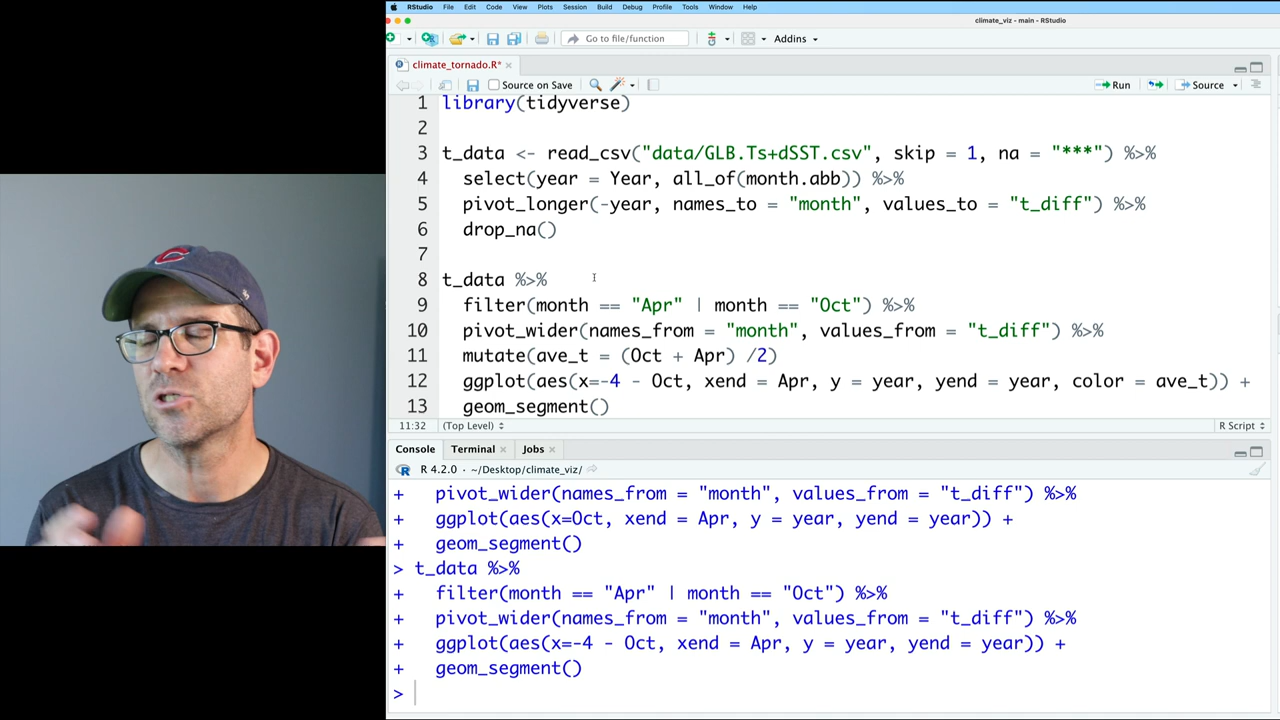 RStudio File Edit Code View Plots Session Build Debug Profile Tools Window Help
climate_viz - main - RStudio
Go to file/function Addins
climate_tornado.R*
Source on Save Run Source
1 library(tidyverse)
2
3 t_data <- read_csv("data/GLB.Ts+dSST.csv", skip = 1, na = "***") %>%
4 select(year = Year, all_of(month.abb)) %>%
5 pivot_longer(-year, names_to = "month", values_to = "t_diff") %>%
6 drop_na()
7
8 t_data %>%
9 filter(month == "Apr" | month == "Oct") %>%
10 pivot_wider(names_from = "month", values_from = "t_diff") %>%
11 mutate(ave_t = (Oct + Apr) /2)
12 ggplot(aes(x=-4 - Oct, xend = Apr, y = year, yend = year, color = ave_t)) +
13 geom_segment()
11:32 (Top Level) R Script
Console Terminal Jobs
R 4.2.0 · ~/Desktop/climate_viz/
+ pivot_wider(names_from = "month", values_from = "t_diff") %>%
+ ggplot(aes(x=Oct, xend = Apr, y = year, yend = year)) +
+ geom_segment()
> t_data %>%
+ filter(month == "Apr" | month == "Oct") %>%
+ pivot_wider(names_from = "month", values_from = "t_diff") %>%
+ ggplot(aes(x=-4 - Oct, xend = Apr, y = year, yend = year)) +
+ geom_segment()
>